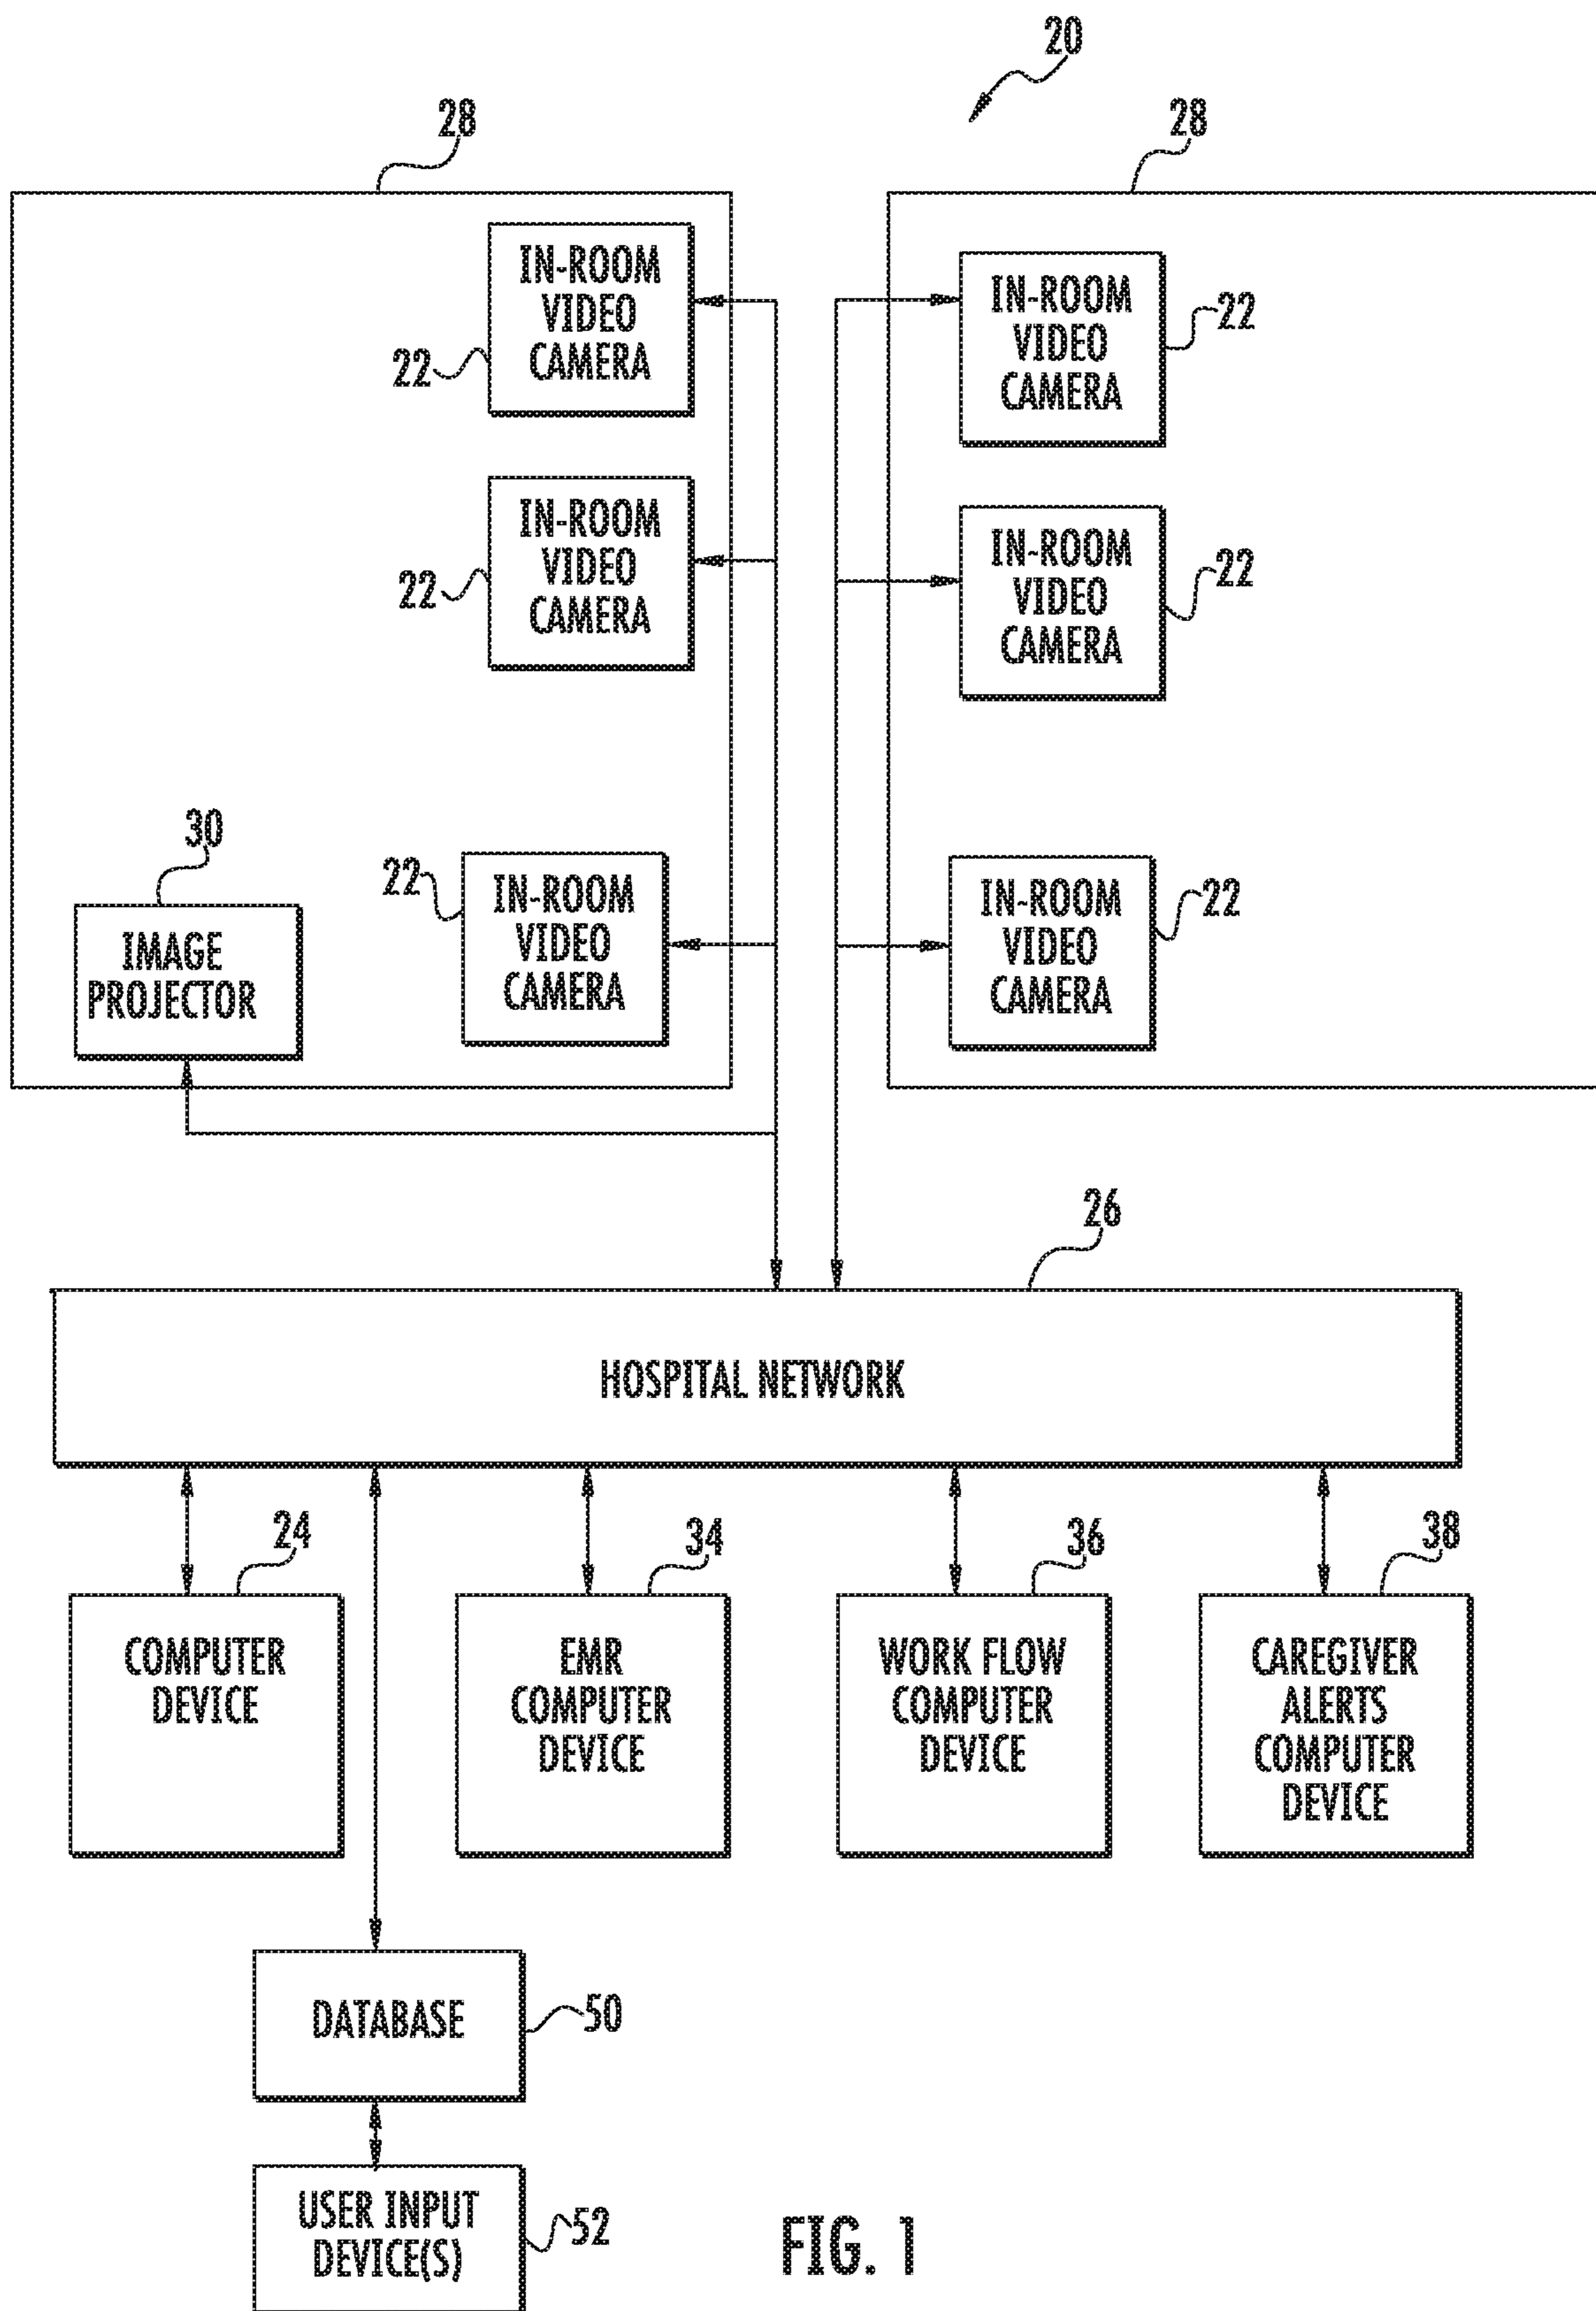 20
28
28
IN-ROOM
VIDEO
CAMERA
22
IN-ROOM
VIDEO
CAMERA
22
IN-ROOM
VIDEO
CAMERA
22
IN-ROOM
VIDEO
CAMERA
22
30
IMAGE
PROJECTOR
22
IN-ROOM
VIDEO
CAMERA
IN-ROOM
VIDEO
CAMERA
22
26
HOSPITAL NETWORK
24
COMPUTER
DEVICE
34
EMR
COMPUTER
DEVICE
36
WORK FLOW
COMPUTER
DEVICE
38
CAREGIVER
ALERTS
COMPUTER
DEVICE
DATABASE
50
USER INPUT
DEVICE(S)
52
FIG. 1